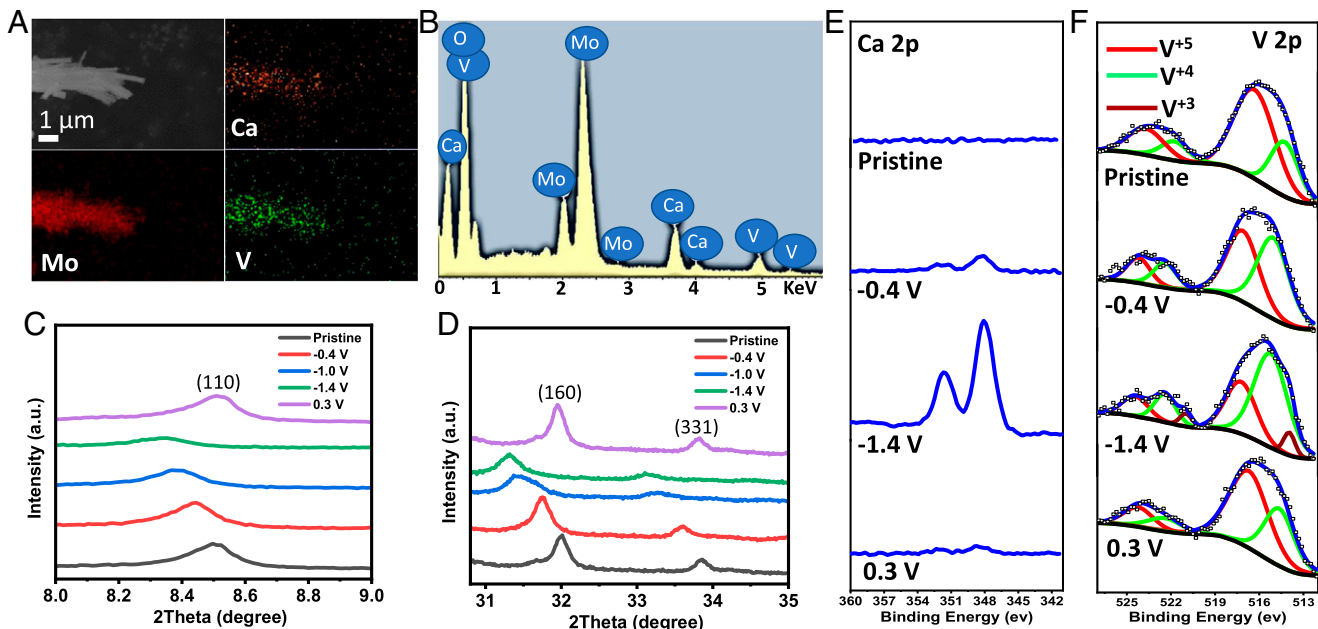 A
1 μm
Ca
Mo
V
B
O
V
Ca
Mo
Mo
Mo
Ca
Ca
V
V
0 1 2 3 4 5 KeV
C
Pristine
-0.4 V
-1.0 V
-1.4 V
0.3 V
(110)
Intensity (a.u.)
8.0 8.2 8.4 8.6 8.8 9.0
2Theta (degree)
D
Pristine
-0.4 V
-1.0 V
-1.4 V
0.3 V
(160)
(331)
Intensity (a.u.)
31 32 33 34 35
2Theta (degree)
E
Ca 2p
Pristine
-0.4 V
-1.4 V
0.3 V
360 357 354 351 348 345 342
Binding Energy (ev)
F
V+5
V+4
V+3
V 2p
Pristine
-0.4 V
-1.4 V
0.3 V
525 522 519 516 513
Binding Energy (ev)